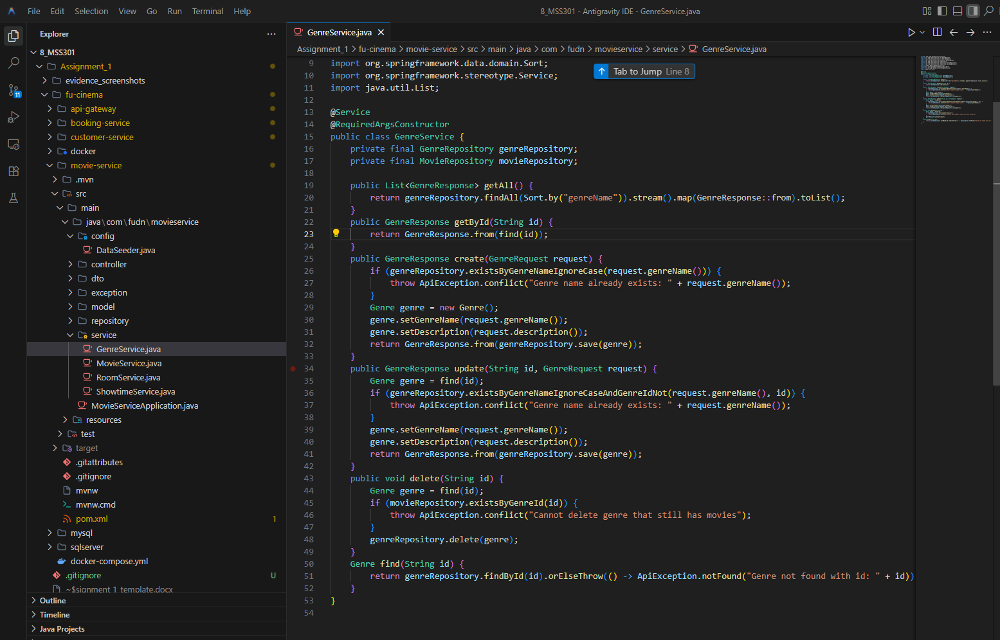 File Edit Selection View Go Run Terminal Help
8_MSS301 - Antigravity IDE - GenreService.java
Explorer
8_MSS301
Assignment_1
evidence_screenshots
fu-cinema
api-gateway
booking-service
customer-service
docker
movie-service
.mvn
src
main
java\com\fudn\movieservice
config
DataSeeder.java
controller
dto
exception
model
repository
service
GenreService.java
MovieService.java
RoomService.java
ShowtimeService.java
MovieServiceApplication.java
resources
test
target
.gitattributes
.gitignore
mvnw
mvnw.cmd
pom.xml 1
mysql
sqlserver
docker-compose.yml
.gitignore U
~$signment 1 template.docx
Outline
Timeline
Java Projects
11
GenreService.java
Assignment_1 > fu-cinema > movie-service > src > main > java > com > fudn > movieservice > service > GenreService.java
Tab to Jump Line 8
9 import org.springframework.data.domain.Sort;
10 import org.springframework.stereotype.Service;
11 import java.util.List;
12
13 @Service
14 @RequiredArgsConstructor
15 public class GenreService {
16 private final GenreRepository genreRepository;
17 private final MovieRepository movieRepository;
18
19 public List<GenreResponse> getAll() {
20 return genreRepository.findAll(Sort.by("genreName")).stream().map(GenreResponse::from).toList();
21 }
22 public GenreResponse getById(String id) {
23 return GenreResponse.from(find(id));
24 }
25 public GenreResponse create(GenreRequest request) {
26 if (genreRepository.existsByGenreNameIgnoreCase(request.genreName())) {
27 throw ApiException.conflict("Genre name already exists: " + request.genreName());
28 }
29 Genre genre = new Genre();
30 genre.setGenreName(request.genreName());
31 genre.setDescription(request.description());
32 return GenreResponse.from(genreRepository.save(genre));
33 }
34 public GenreResponse update(String id, GenreRequest request) {
35 Genre genre = find(id);
36 if (genreRepository.existsByGenreNameIgnoreCaseAndGenreIdNot(request.genreName(), id)) {
37 throw ApiException.conflict("Genre name already exists: " + request.genreName());
38 }
39 genre.setGenreName(request.genreName());
40 genre.setDescription(request.description());
41 return GenreResponse.from(genreRepository.save(genre));
42 }
43 public void delete(String id) {
44 Genre genre = find(id);
45 if (movieRepository.existsByGenreId(id)) {
46 throw ApiException.conflict("Cannot delete genre that still has movies");
47 }
48 genreRepository.delete(genre);
49 }
50 Genre find(String id) {
51 return genreRepository.findById(id).orElseThrow(() -> ApiException.notFound("Genre not found with id: " + id))
52 }
53 }
54